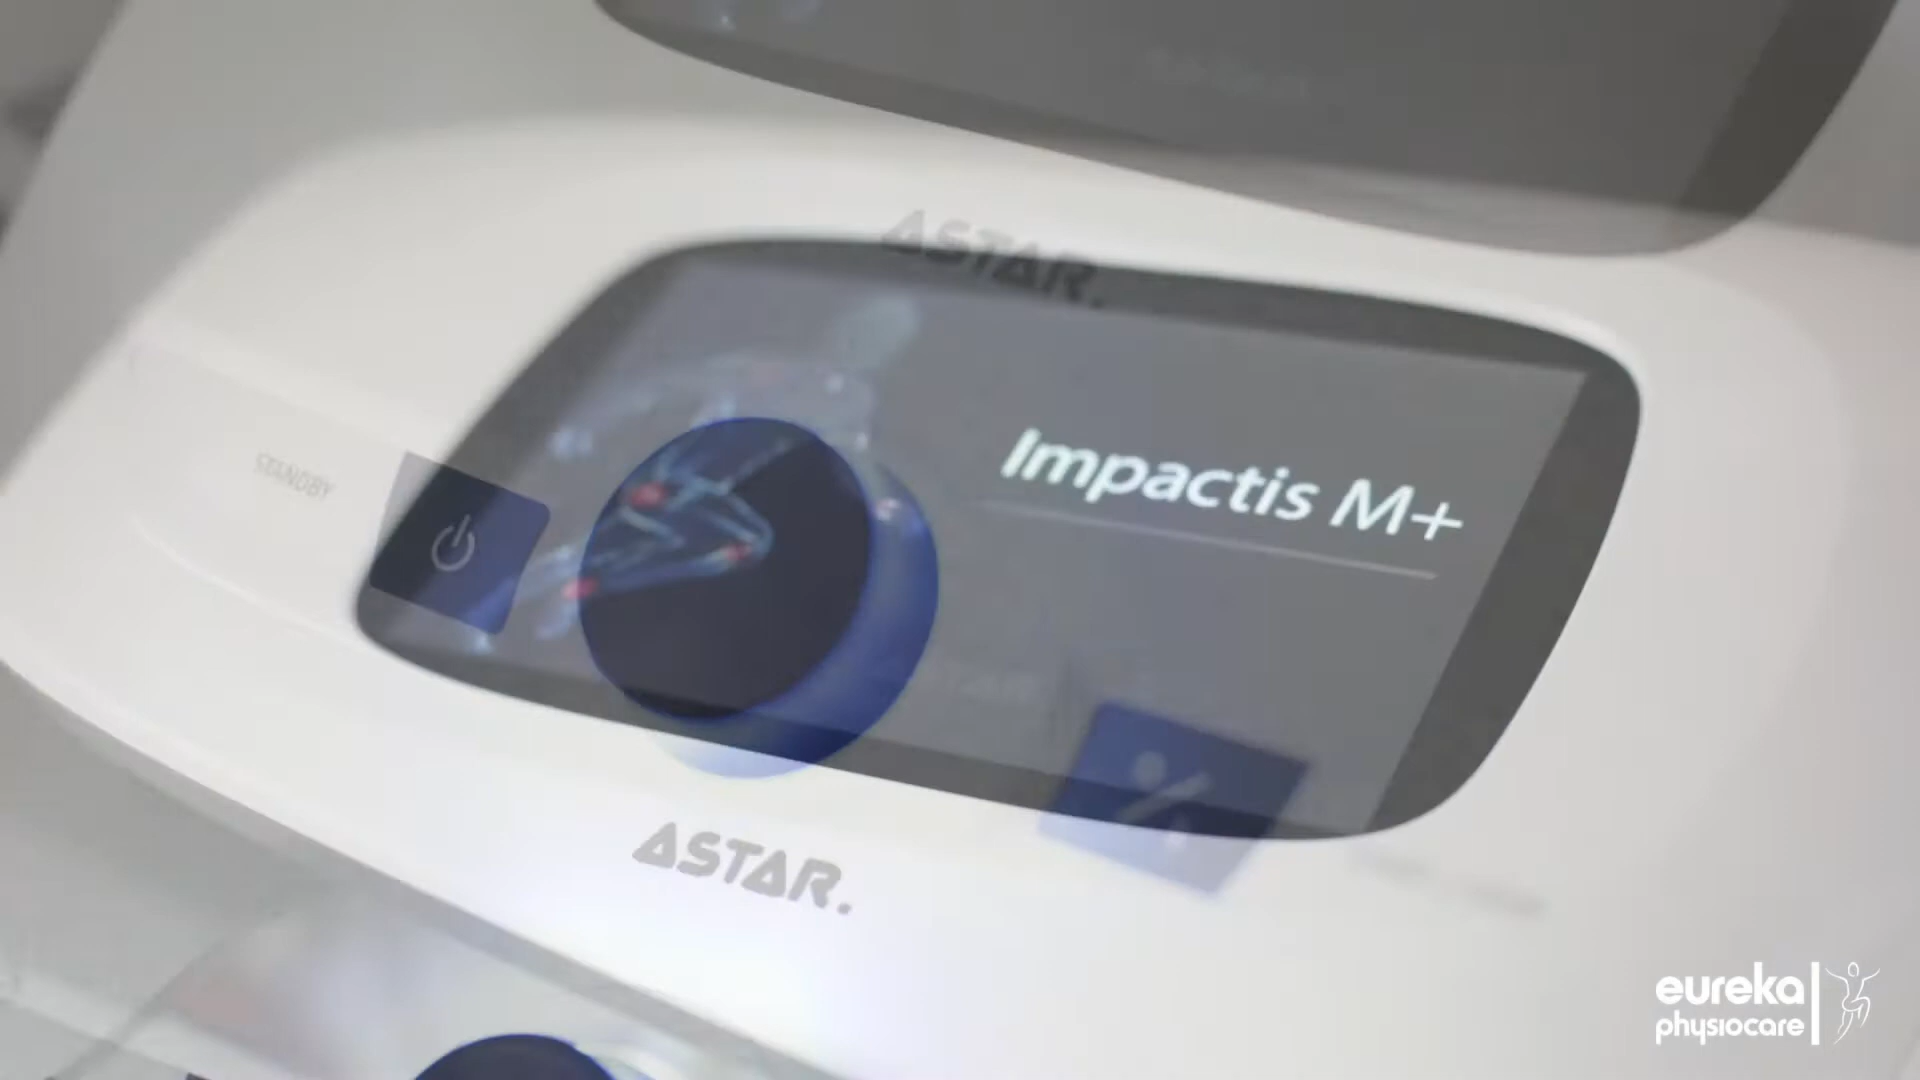 ASTAR.
Impactis M+
STANDBY
ASTAR.
eureka
physiocare